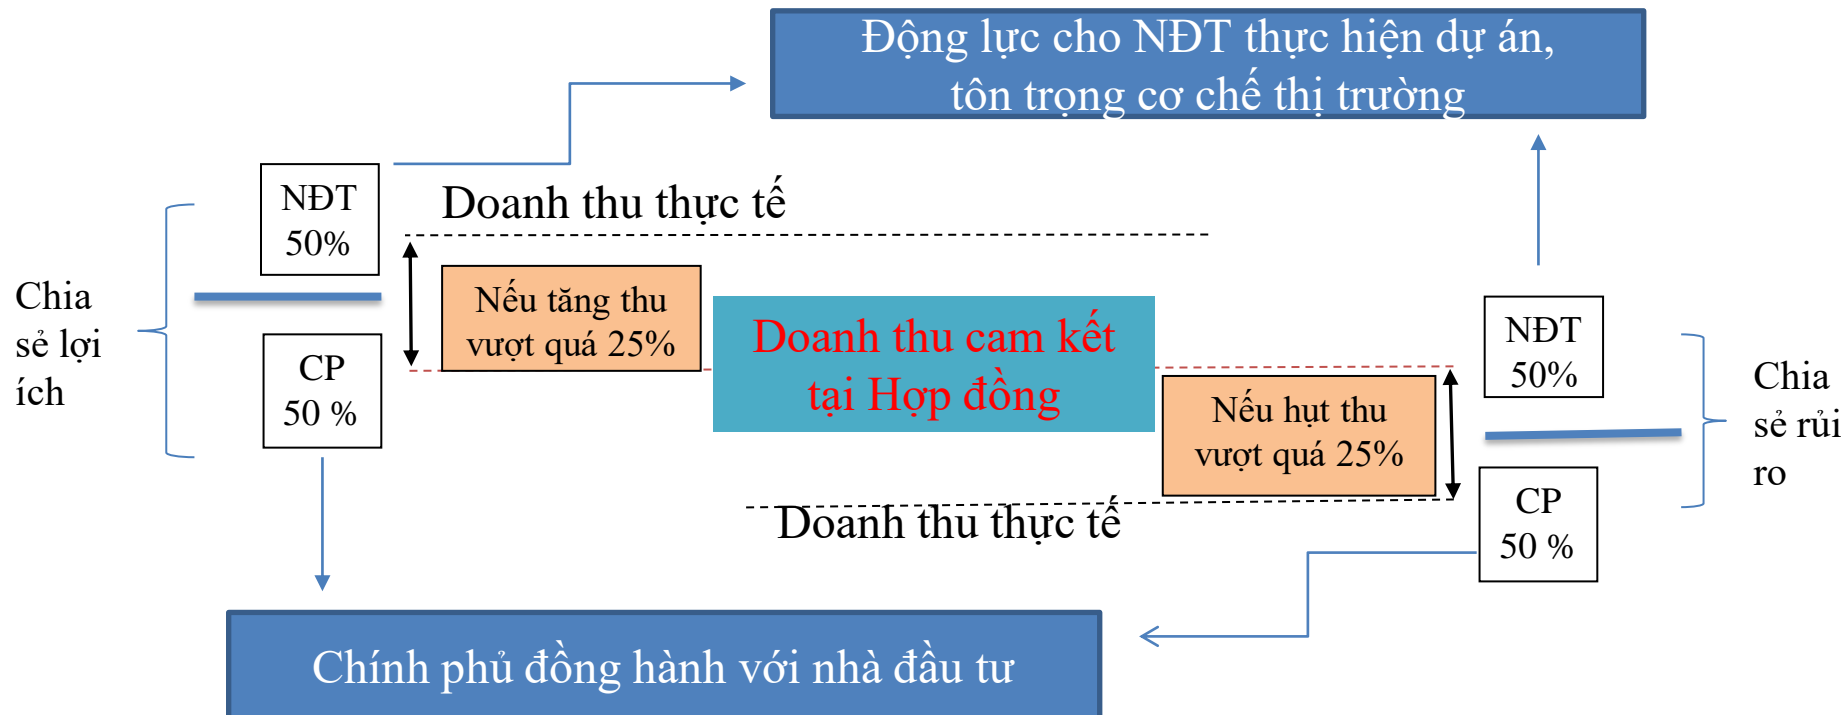 Động lực cho NĐT thực hiện dự án,
tôn trọng cơ chế thị trường
NĐT
50%
Doanh thu thực tế
Chia
sẻ lợi
ích
Nếu tăng thu
vượt quá 25%
CP
50 %
Doanh thu cam kết
tại Hợp đồng
NĐT
50%
Nếu hụt thu
vượt quá 25%
Chia
sẻ rủi
ro
CP
50 %
Doanh thu thực tế
Chính phủ đồng hành với nhà đầu tư